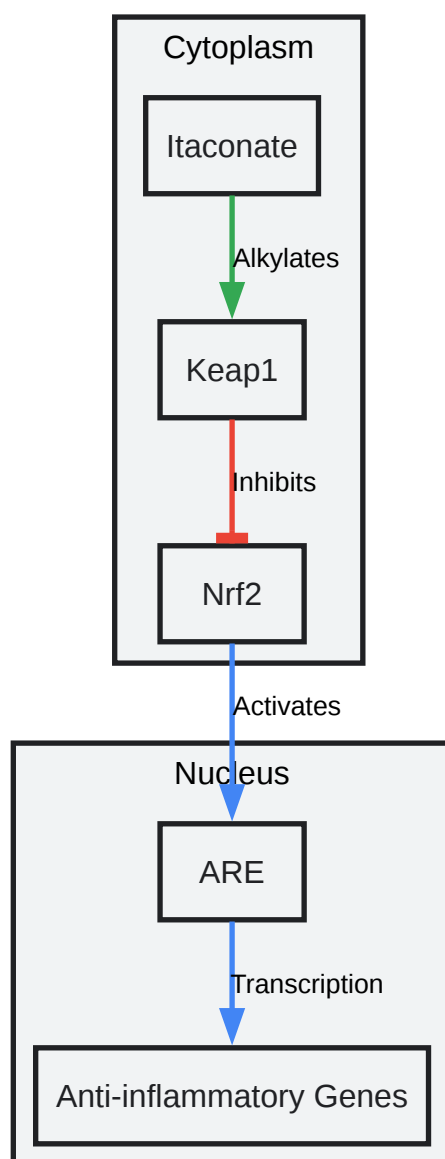 Cytoplasm
Itaconate
Alkylates
Keap1
Inhibits
Nrf2
Activates
Nucleus
ARE
Transcription
Anti-inflammatory Genes